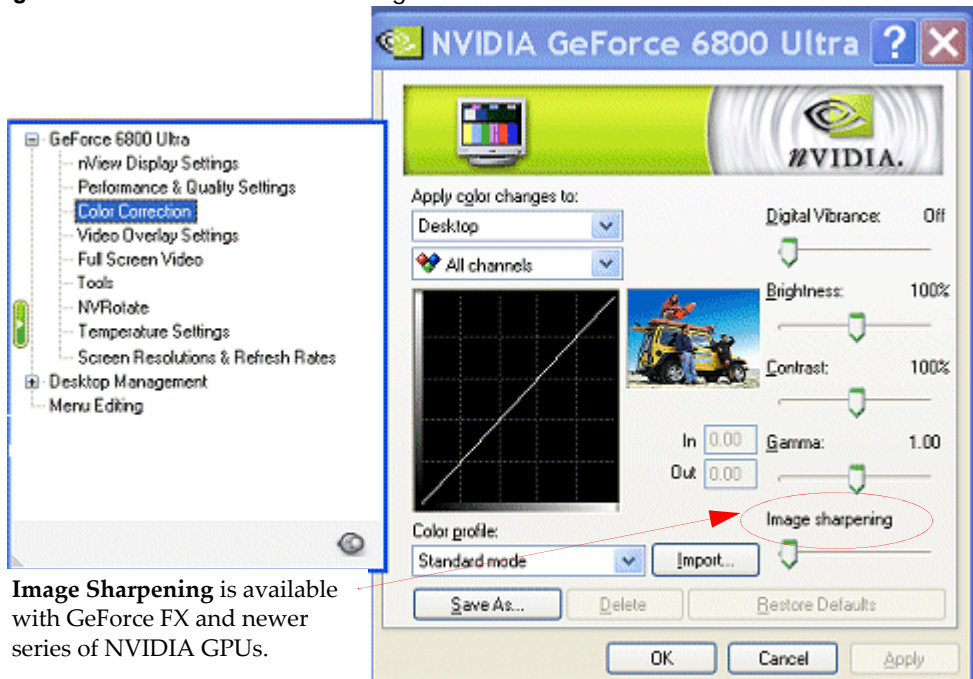 NVIDIA GeForce 6800 Ultra
GeForce 6800 Ultra
nView Display Settings
Performance & Quality Settings
Color Correction
Video Overlay Settings
Full Screen Video
Tools
NVRotate
Temperature Settings
Screen Resolutions & Refresh Rates
Desktop Management
Menu Editing
Image Sharpening is available
with GeForce FX and newer
series of NVIDIA GPUs.
NVIDIA.
Apply color changes to:
Desktop
All channels
Digital Vibrance: Off
Brightness: 100%
Contrast: 100%
In 0.00
Out 0.00
Gamma: 1.00
Image sharpening
Color profile:
Standard mode
Import...
Save As...
Delete
Restore Defaults
OK
Cancel
Apply